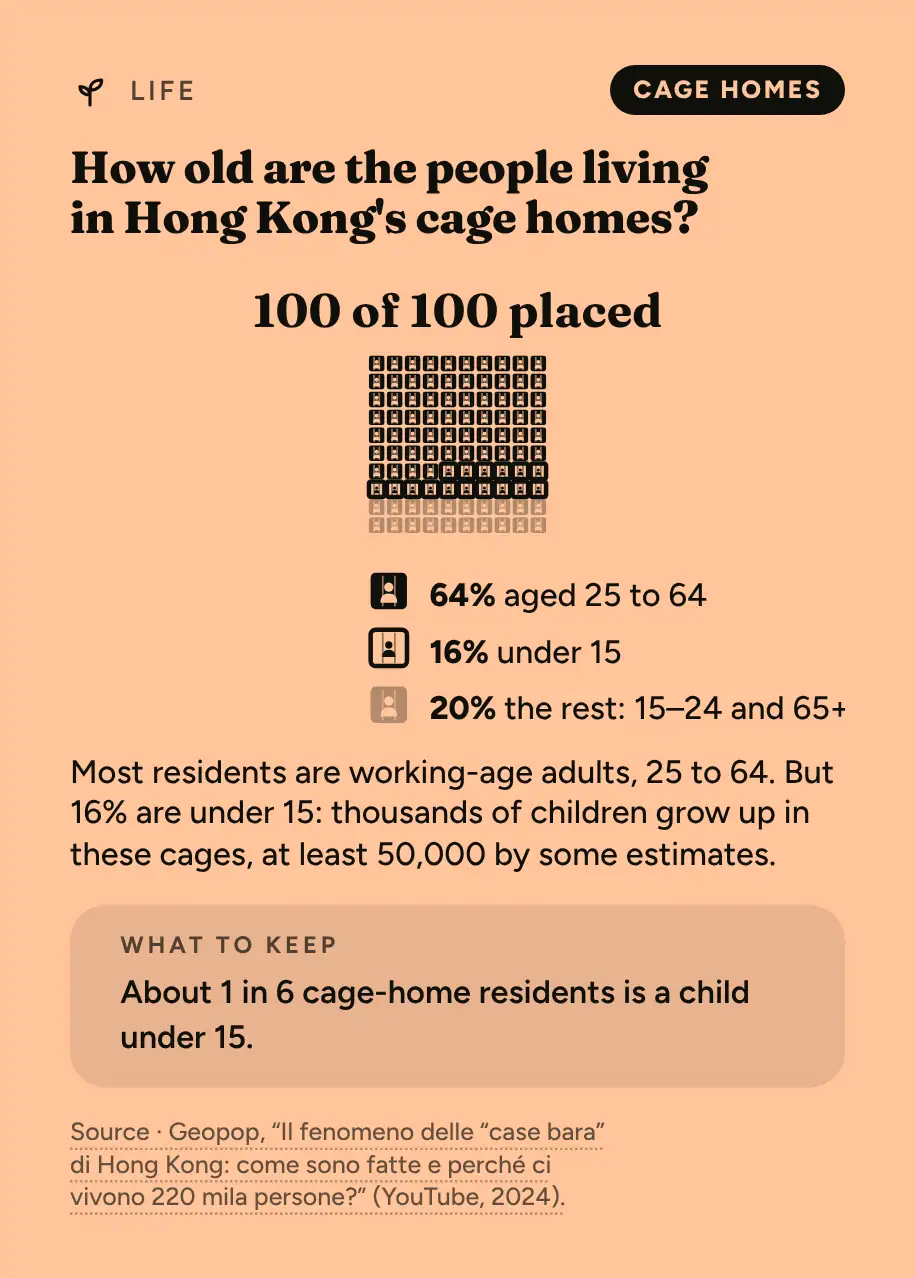 LIFE
CAGE HOMES
How old are the people living
in Hong Kong's cage homes?
100 of 100 placed
64% aged 25 to 64
16% under 15
20% the rest: 15–24 and 65+
Most residents are working-age adults, 25 to 64. But
16% are under 15: thousands of children grow up in
these cages, at least 50,000 by some estimates.
WHAT TO KEEP
About 1 in 6 cage-home residents is a child
under 15.
Source · Geopop, “Il fenomeno delle “case bara”
di Hong Kong: come sono fatte e perché ci
vivono 220 mila persone?” (YouTube, 2024).